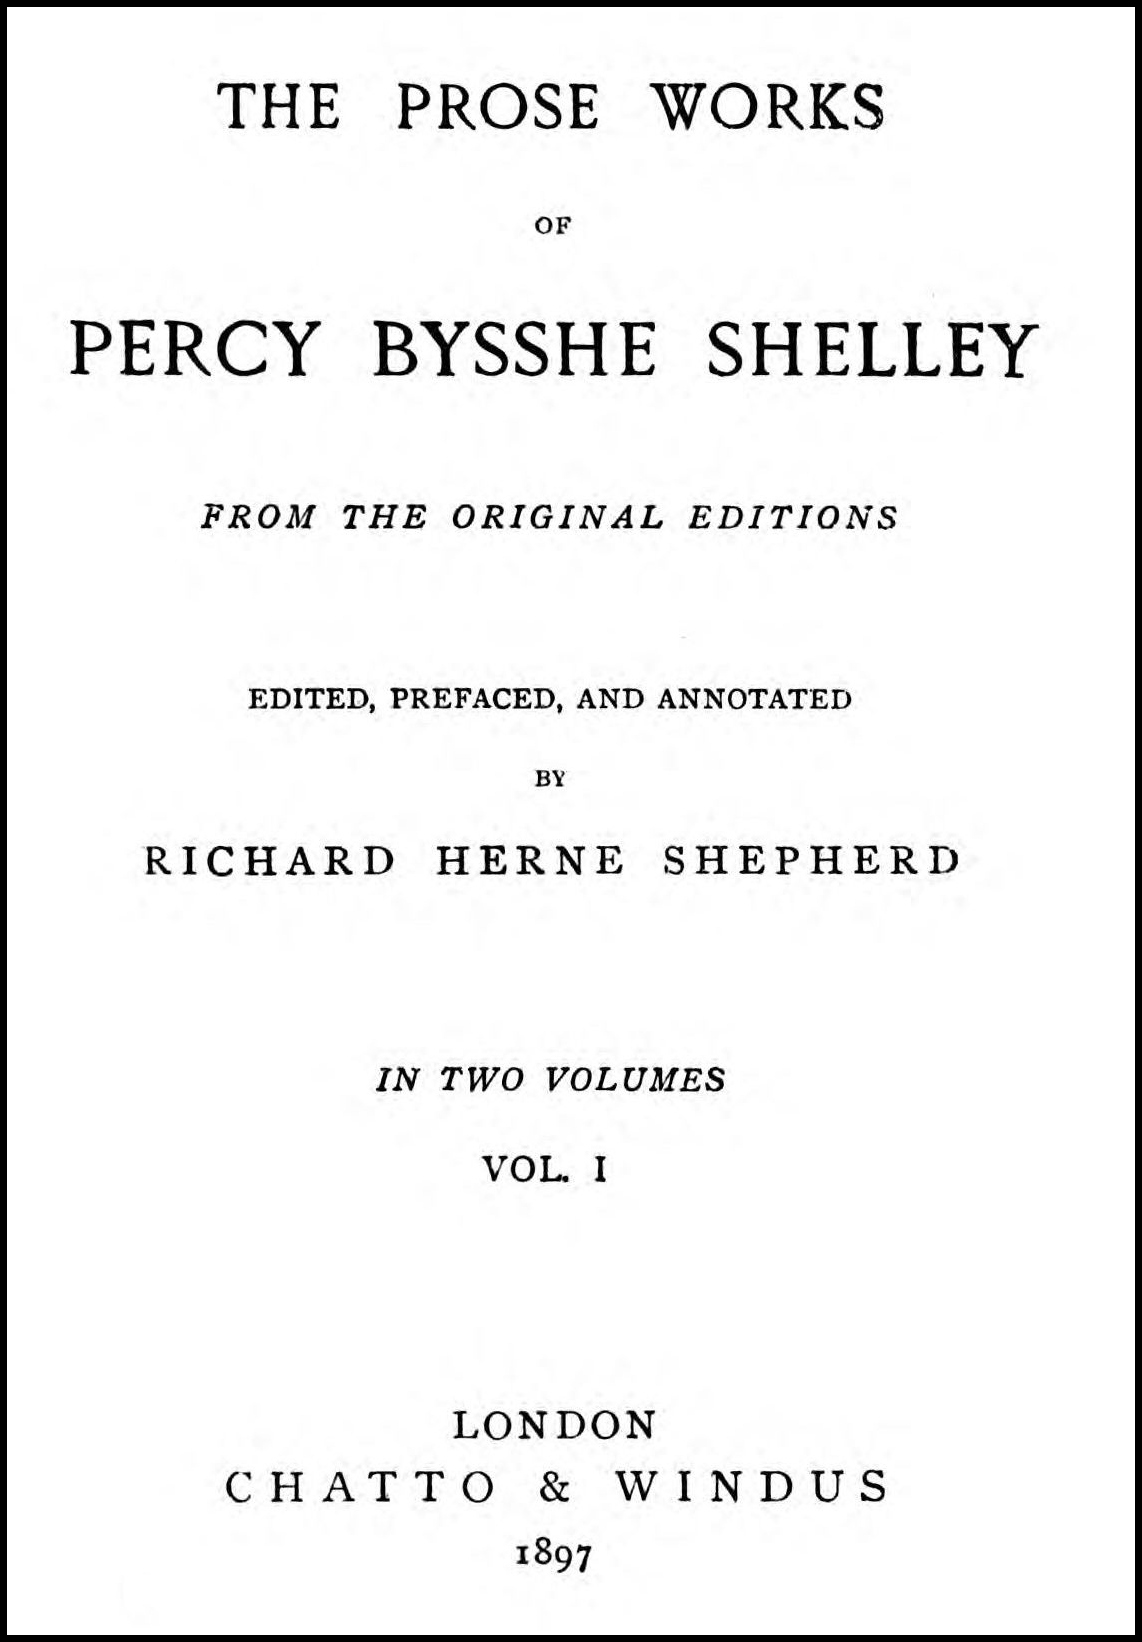 THE PROSE WORKS
OF
PERCY BYSSHE SHELLEY
FROM THE ORIGINAL EDITIONS
EDITED, PREFACED, AND ANNOTATED
BY
RICHARD HERNE SHEPHERD
IN TWO VOLUMES
VOL. I
LONDON
CHATTO & WINDUS
1897